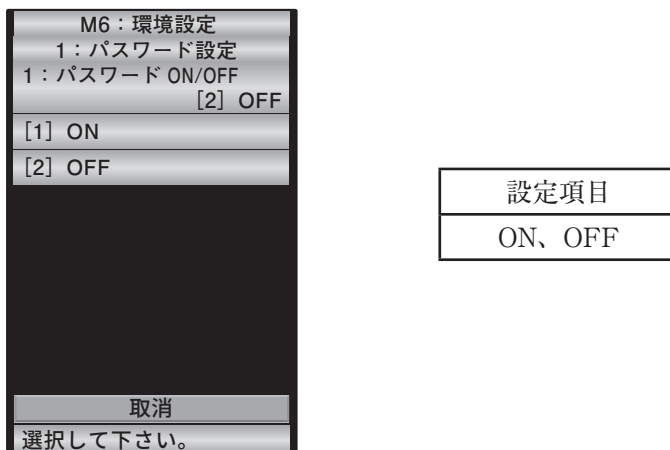 M6：環境設定
1：パスワード設定
1：パスワード ON/OFF
［2］OFF
［1］ON
［2］OFF
取消
選択して下さい。
設定項目
ON、OFF